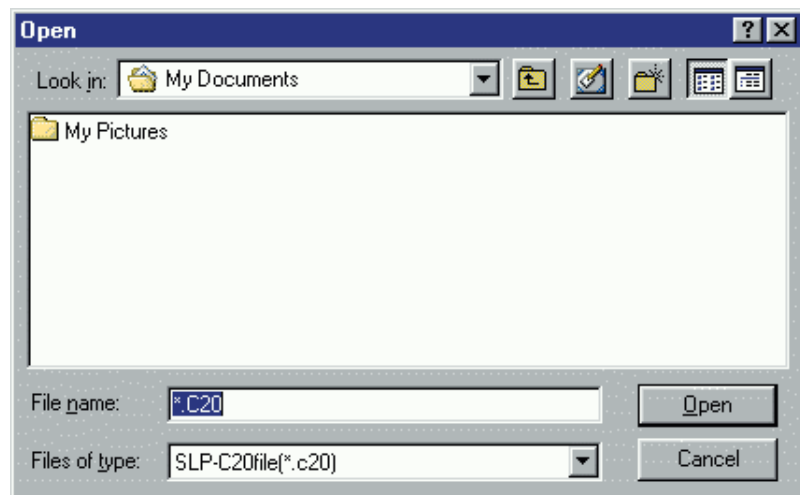 Open
Look in: My Documents
My Pictures
File name: *.C20
Open
Files of type: SLP-C20file(*.c20)
Cancel